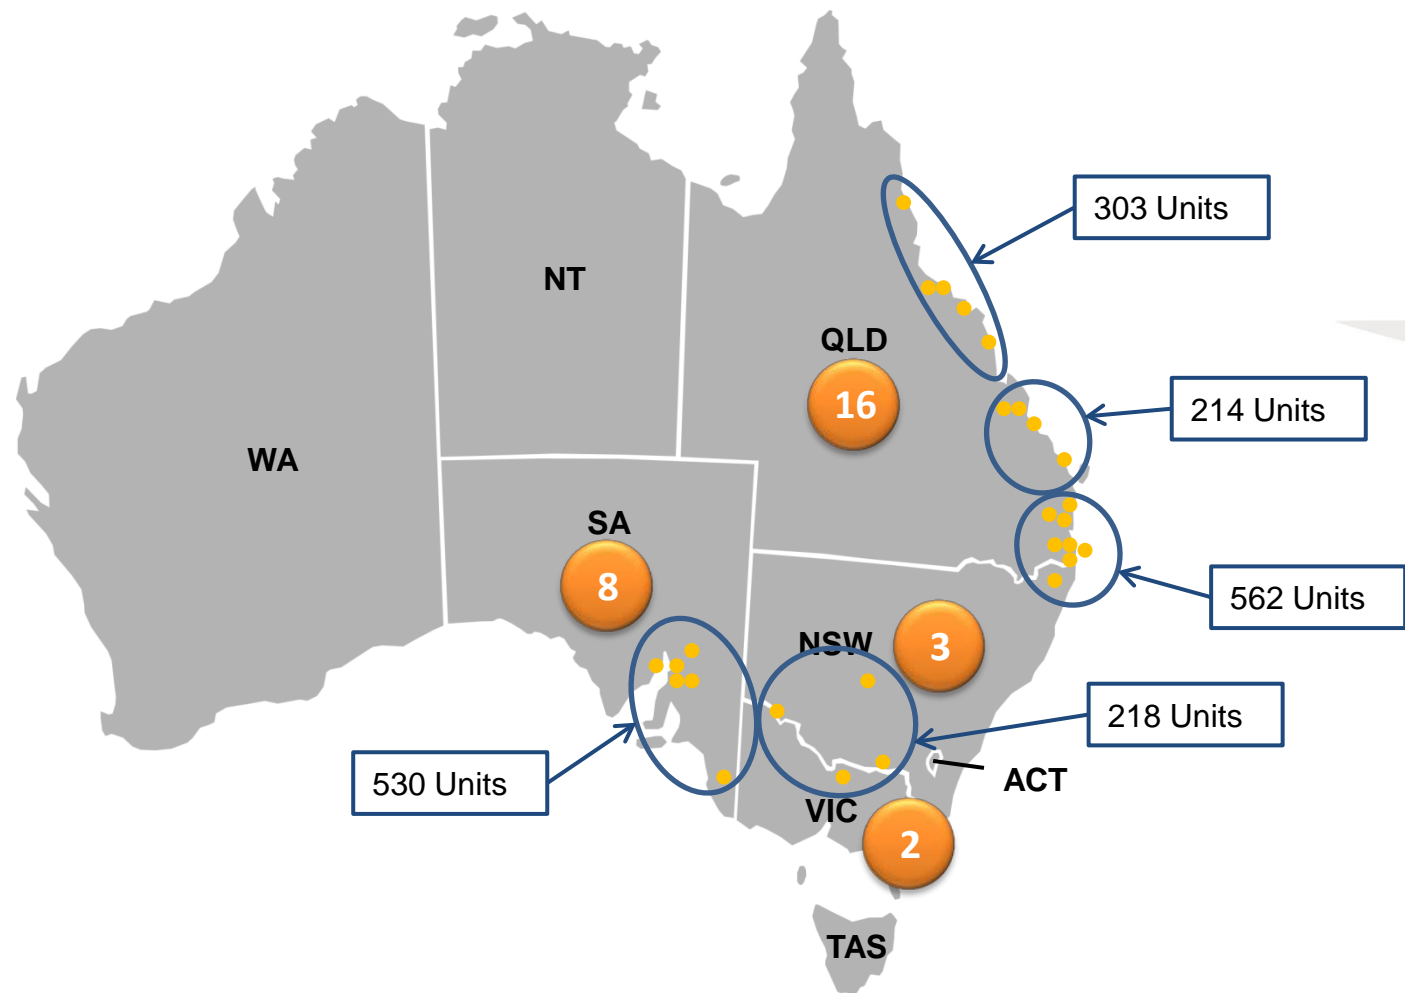 303 Units
NT
QLD
16
214 Units
WA
SA
8
562 Units
NSW
3
218 Units
530 Units
ACT
VIC
2
TAS